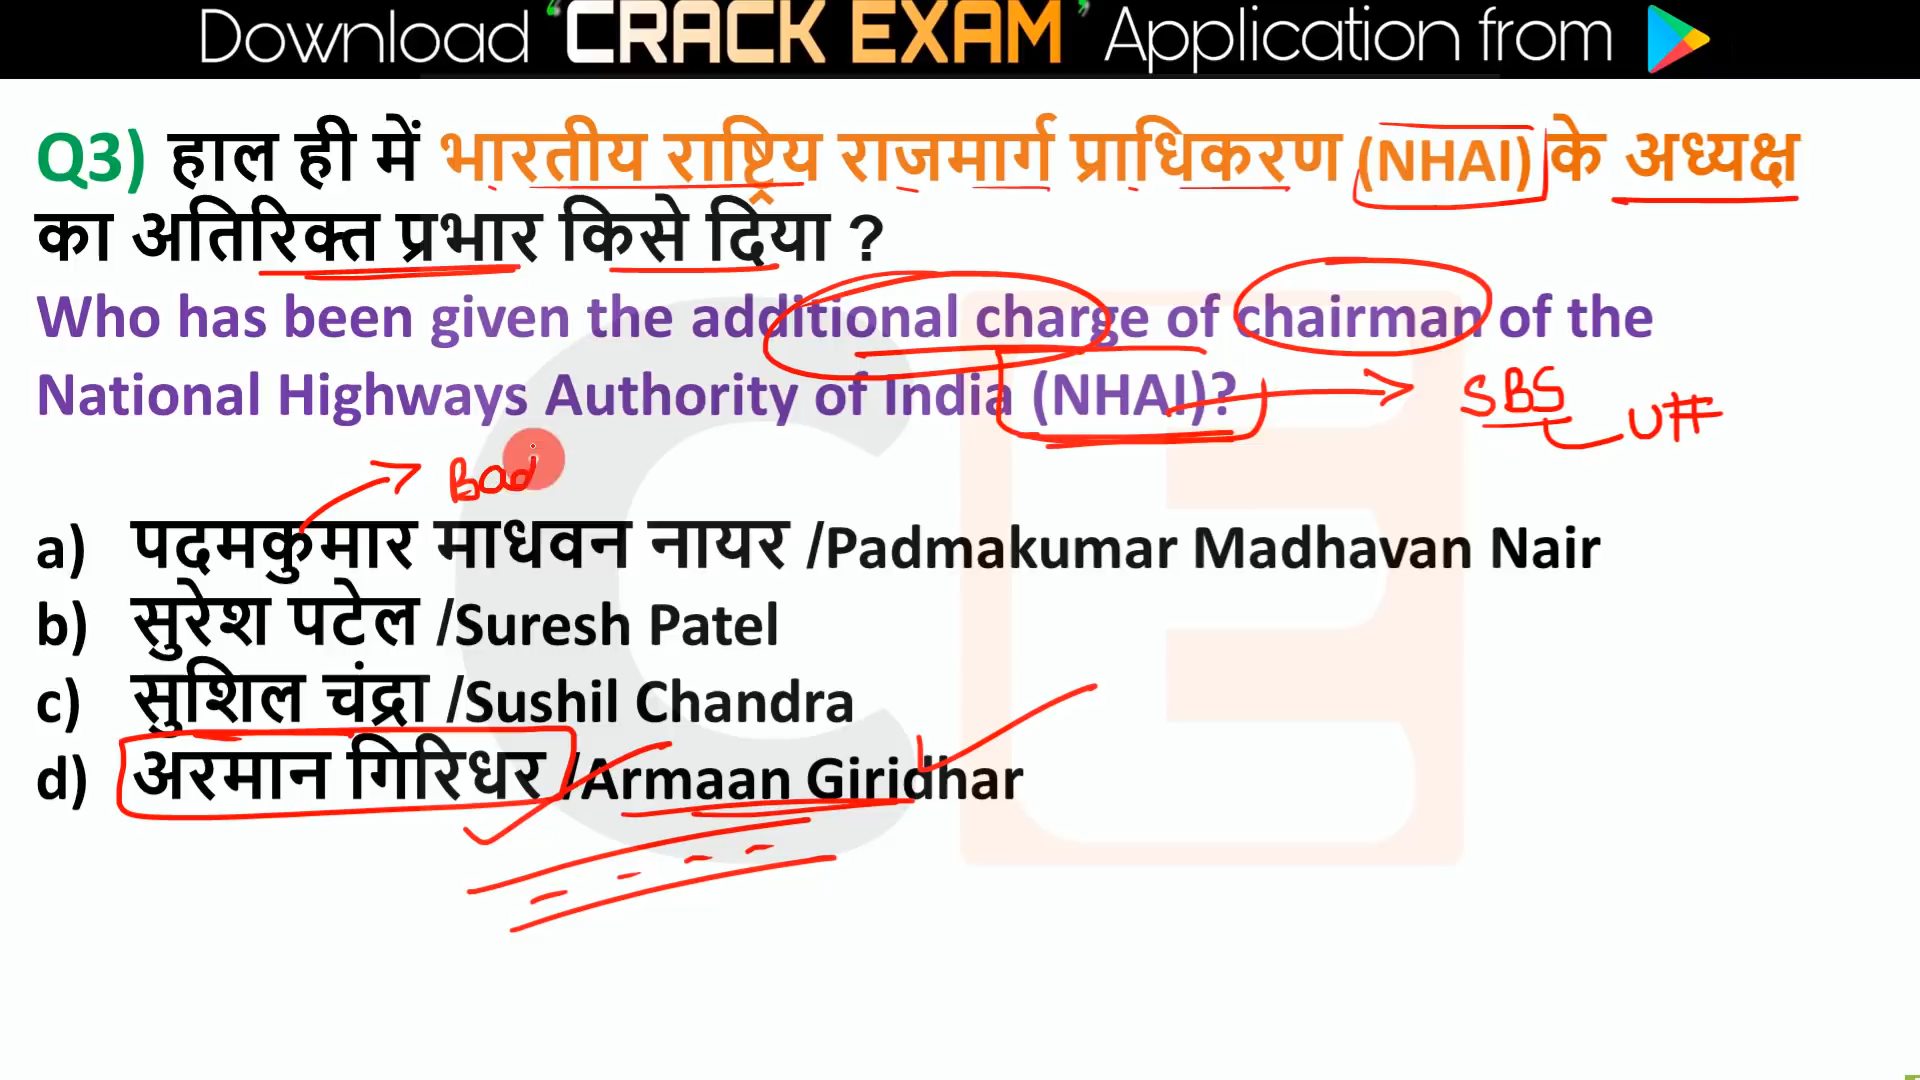 Download 'CRACK EXAM' Application from
Q3) हाल ही में भारतीय राष्ट्रिय राजमार्ग प्राधिकरण (NHAI) के अध्यक्ष
का अतिरिक्त प्रभार किसे दिया ?
Who has been given the additional charge of chairman of the
National Highways Authority of India (NHAI)?
SBS
Bad
a) पदमकुमार माधवन नायर /Padmakumar Madhavan Nair
b) सुरेश पटेल /Suresh Patel
c) सुशिल चंद्रा /Sushil Chandra
d) अरमान गिरिधर /Armaan Giridhar